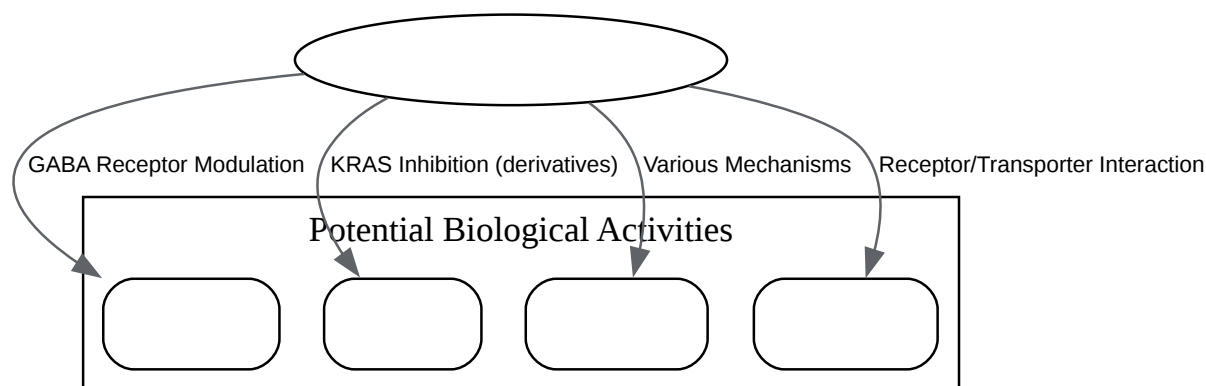 GABA Receptor Modulation
KRAS Inhibition (derivatives)
Various Mechanisms
Receptor/Transporter Interaction
Potential Biological Activities